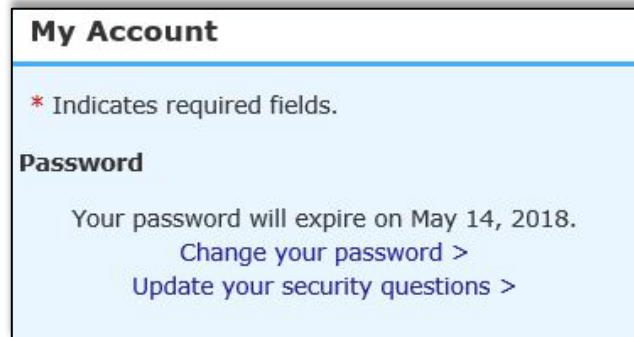 My Account
* Indicates required fields.
Password
Your password will expire on May 14, 2018.
Change your password >
Update your security questions >